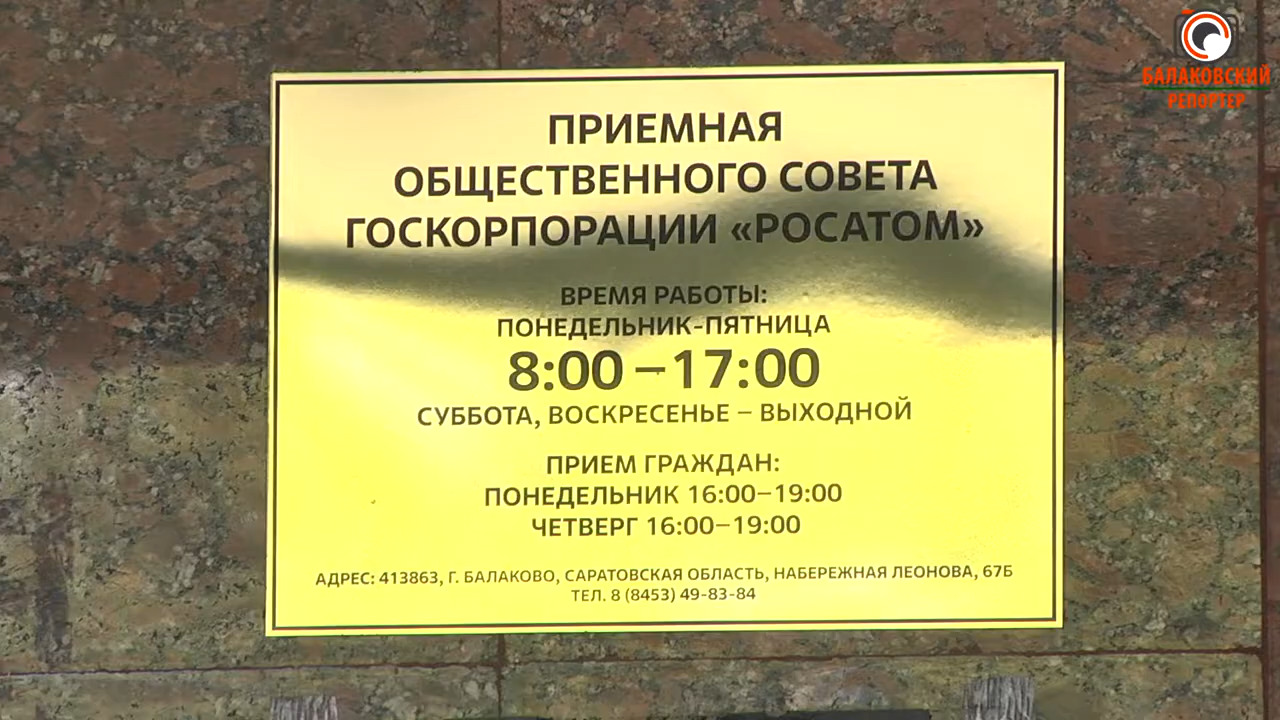 БАЛАКОВСКИЙ
РЕПОРТЕР
ПРИЕМНАЯ
ОБЩЕСТВЕННОГО СОВЕТА
ГОСКОРПОРАЦИИ «РОСАТОМ»
ВРЕМЯ РАБОТЫ:
ПОНЕДЕЛЬНИК-ПЯТНИЦА
8:00 – 17:00
СУББОТА, ВОСКРЕСЕНЬЕ – ВЫХОДНОЙ
ПРИЕМ ГРАЖДАН:
ПОНЕДЕЛЬНИК 16:00–19:00
ЧЕТВЕРГ 16:00–19:00
АДРЕС: 413863, Г. БАЛАКОВО, САРАТОВСКАЯ ОБЛАСТЬ, НАБЕРЕЖНАЯ ЛЕОНОВА, 67Б
ТЕЛ. 8 (8453) 49-83-84